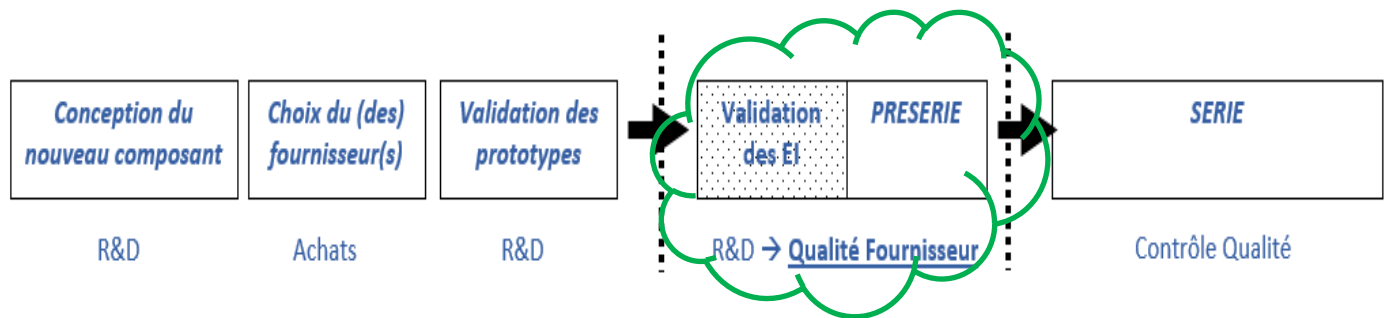 Conception du
nouveau composant
Choix du (des)
fournisseur(s)
Validation des
prototypes
Validation
des EI
PRESERIE
SERIE
R&D
Achats
R&D
R&D → Qualité Fournisseur
Contrôle Qualité